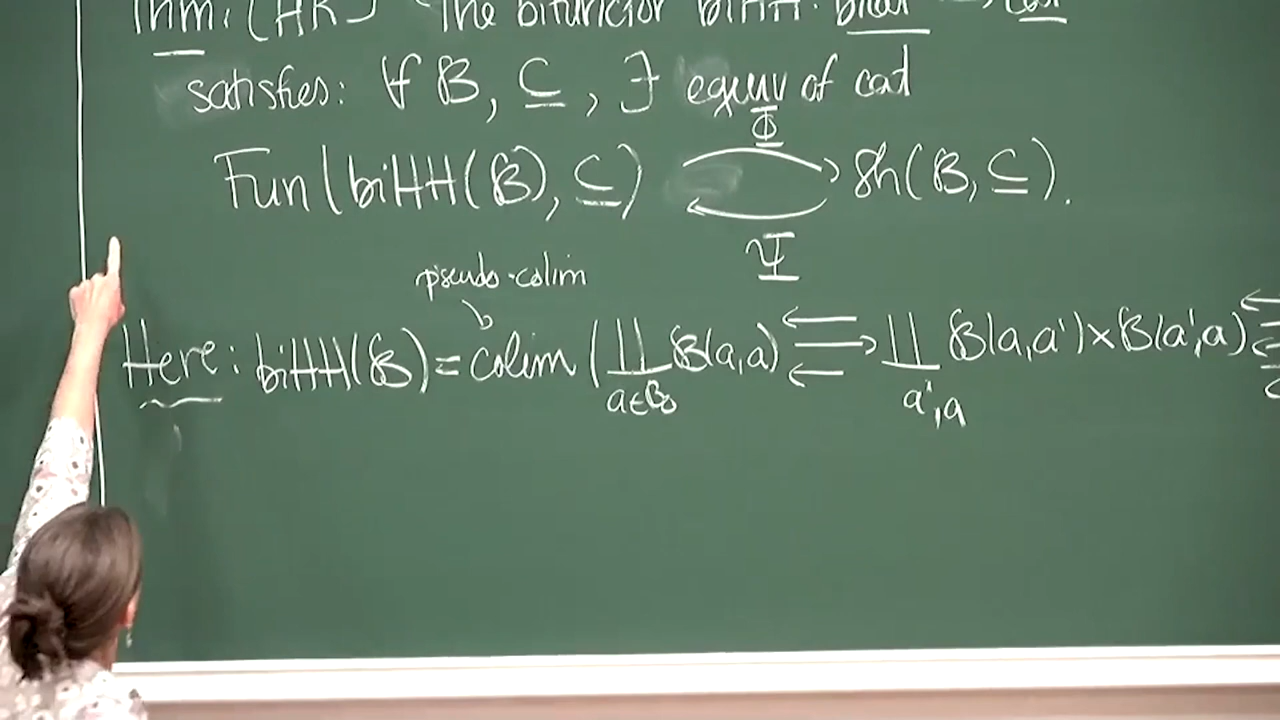 Thm: (HR) The bifunctor biHH: bicat → cat
satisfies: ∀ B, C, ∃ equiv of cat
Φ
Fun(biHH(B), C) ⇄ Sh(B, C).
Ψ
pseudo-colim
Here: biHH(B) = colim (∐ B(a,a) ⇇→ ∐ B(a,a')×B(a',a)
a∈B₀ a',a